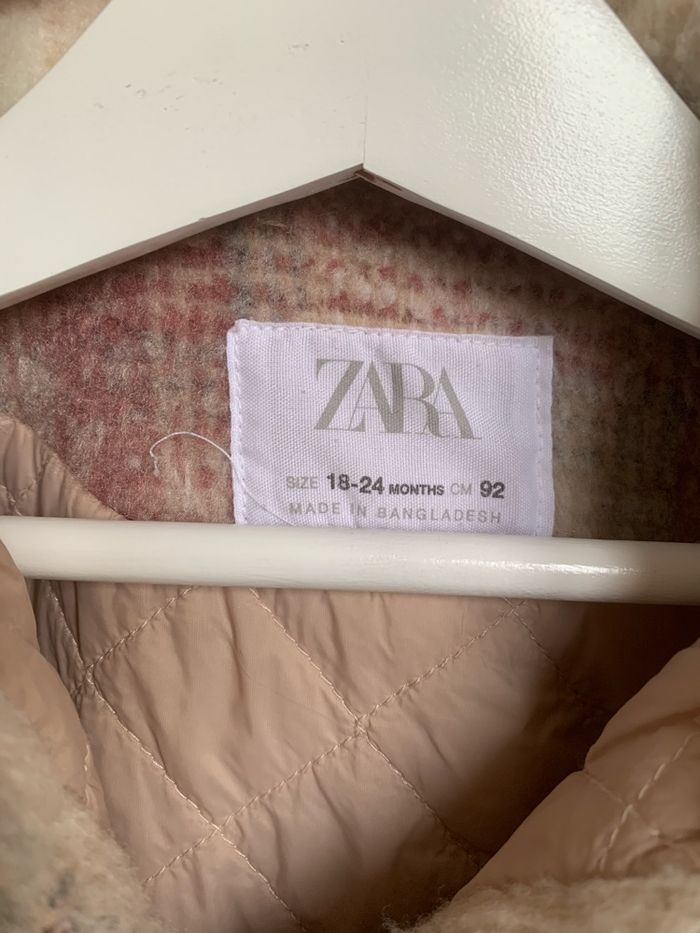 ZARA
SIZE 18-24 MONTHS CM 92
MADE IN BANGLADESH